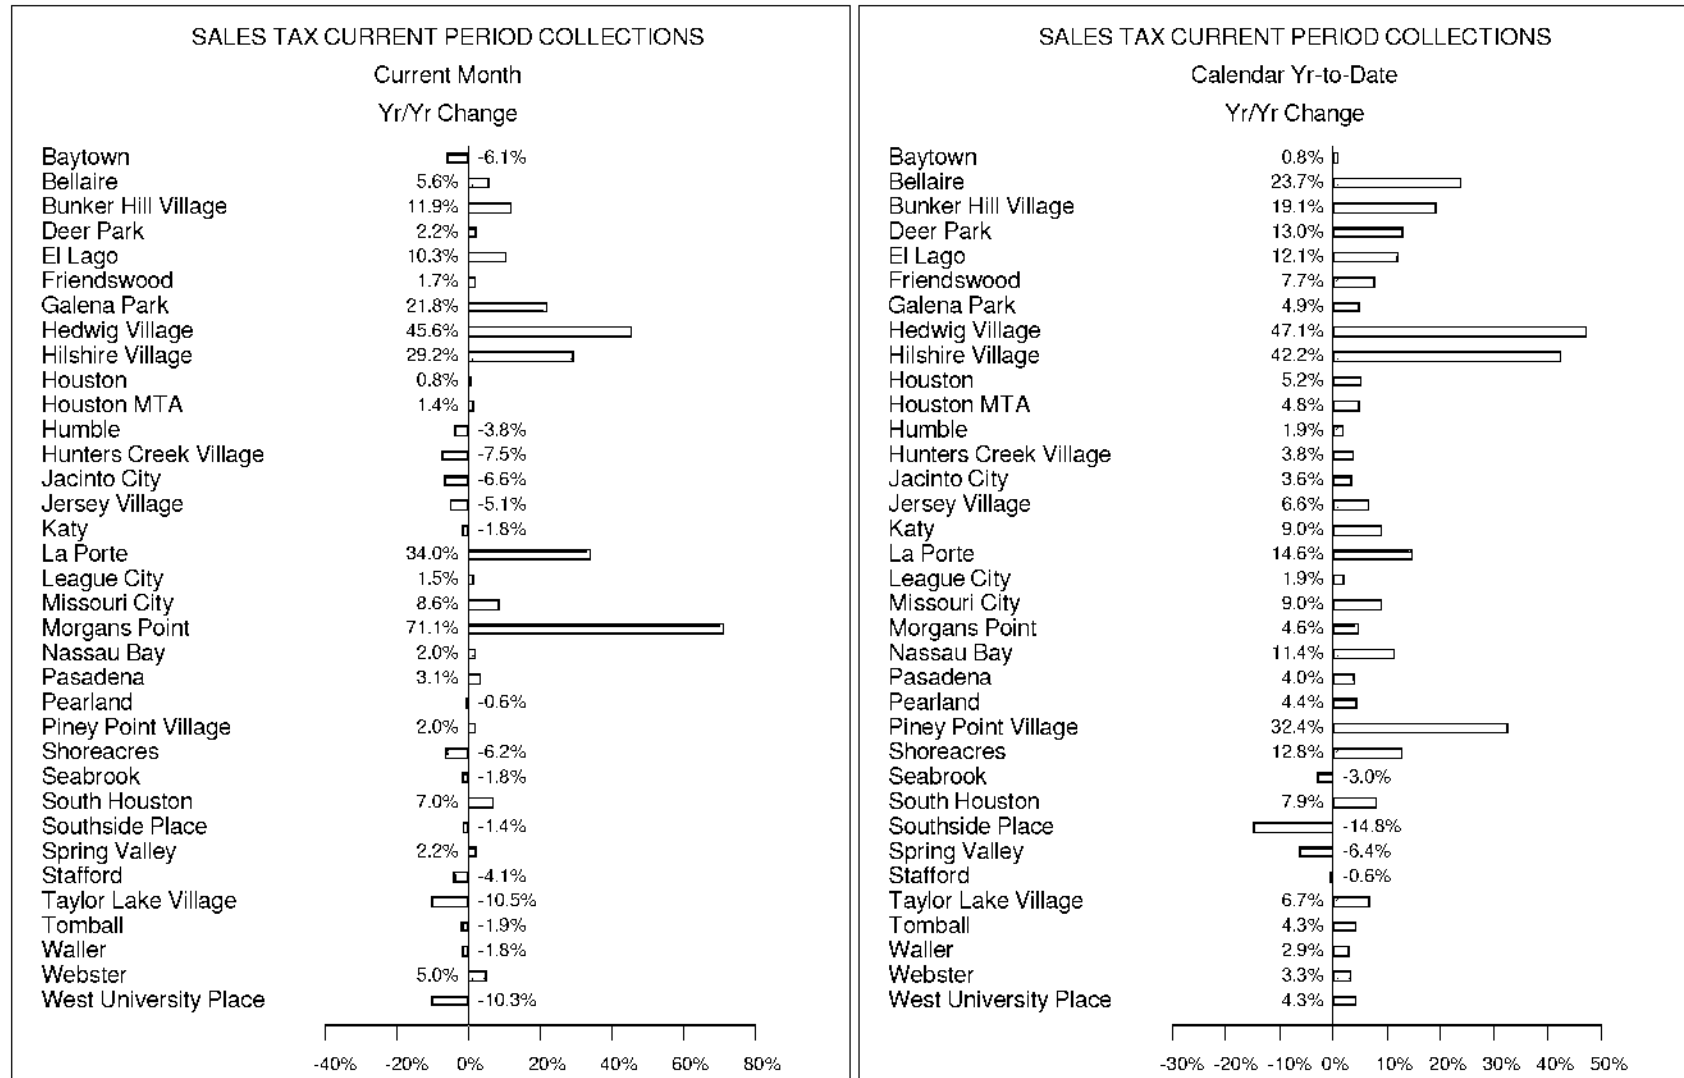 SALES TAX CURRENT PERIOD COLLECTIONS
Current Month
Yr/Yr Change
Baytown -6.1%
Bellaire 5.6%
Bunker Hill Village 11.9%
Deer Park 2.2%
El Lago 10.3%
Friendswood 1.7%
Galena Park 21.8%
Hedwig Village 45.6%
Hilshire Village 29.2%
Houston 0.8%
Houston MTA 1.4%
Humble -3.8%
Hunters Creek Village -7.5%
Jacinto City -6.6%
Jersey Village -5.1%
Katy -1.8%
La Porte 34.0%
League City 1.5%
Missouri City 8.6%
Morgans Point 71.1%
Nassau Bay 2.0%
Pasadena 3.1%
Pearland -0.6%
Piney Point Village 2.0%
Shoreacres -6.2%
Seabrook -1.8%
South Houston 7.0%
Southside Place -1.4%
Spring Valley 2.2%
Stafford -4.1%
Taylor Lake Village -10.5%
Tomball -1.9%
Waller -1.8%
Webster 5.0%
West University Place -10.3%
-40% -20% 0% 20% 40% 60% 80%
SALES TAX CURRENT PERIOD COLLECTIONS
Calendar Yr-to-Date
Yr/Yr Change
Baytown 0.8%
Bellaire 23.7%
Bunker Hill Village 19.1%
Deer Park 13.0%
El Lago 12.1%
Friendswood 7.7%
Galena Park 4.9%
Hedwig Village 47.1%
Hilshire Village 42.2%
Houston 5.2%
Houston MTA 4.8%
Humble 1.9%
Hunters Creek Village 3.8%
Jacinto City 3.6%
Jersey Village 6.6%
Katy 9.0%
La Porte 14.6%
League City 1.9%
Missouri City 9.0%
Morgans Point 4.6%
Nassau Bay 11.4%
Pasadena 4.0%
Pearland 4.4%
Piney Point Village 32.4%
Shoreacres 12.8%
Seabrook -3.0%
South Houston 7.9%
Southside Place -14.8%
Spring Valley -6.4%
Stafford -0.6%
Taylor Lake Village 6.7%
Tomball 4.3%
Waller 2.9%
Webster 3.3%
West University Place 4.3%
-30% -20% -10% 0% 10% 20% 30% 40% 50%